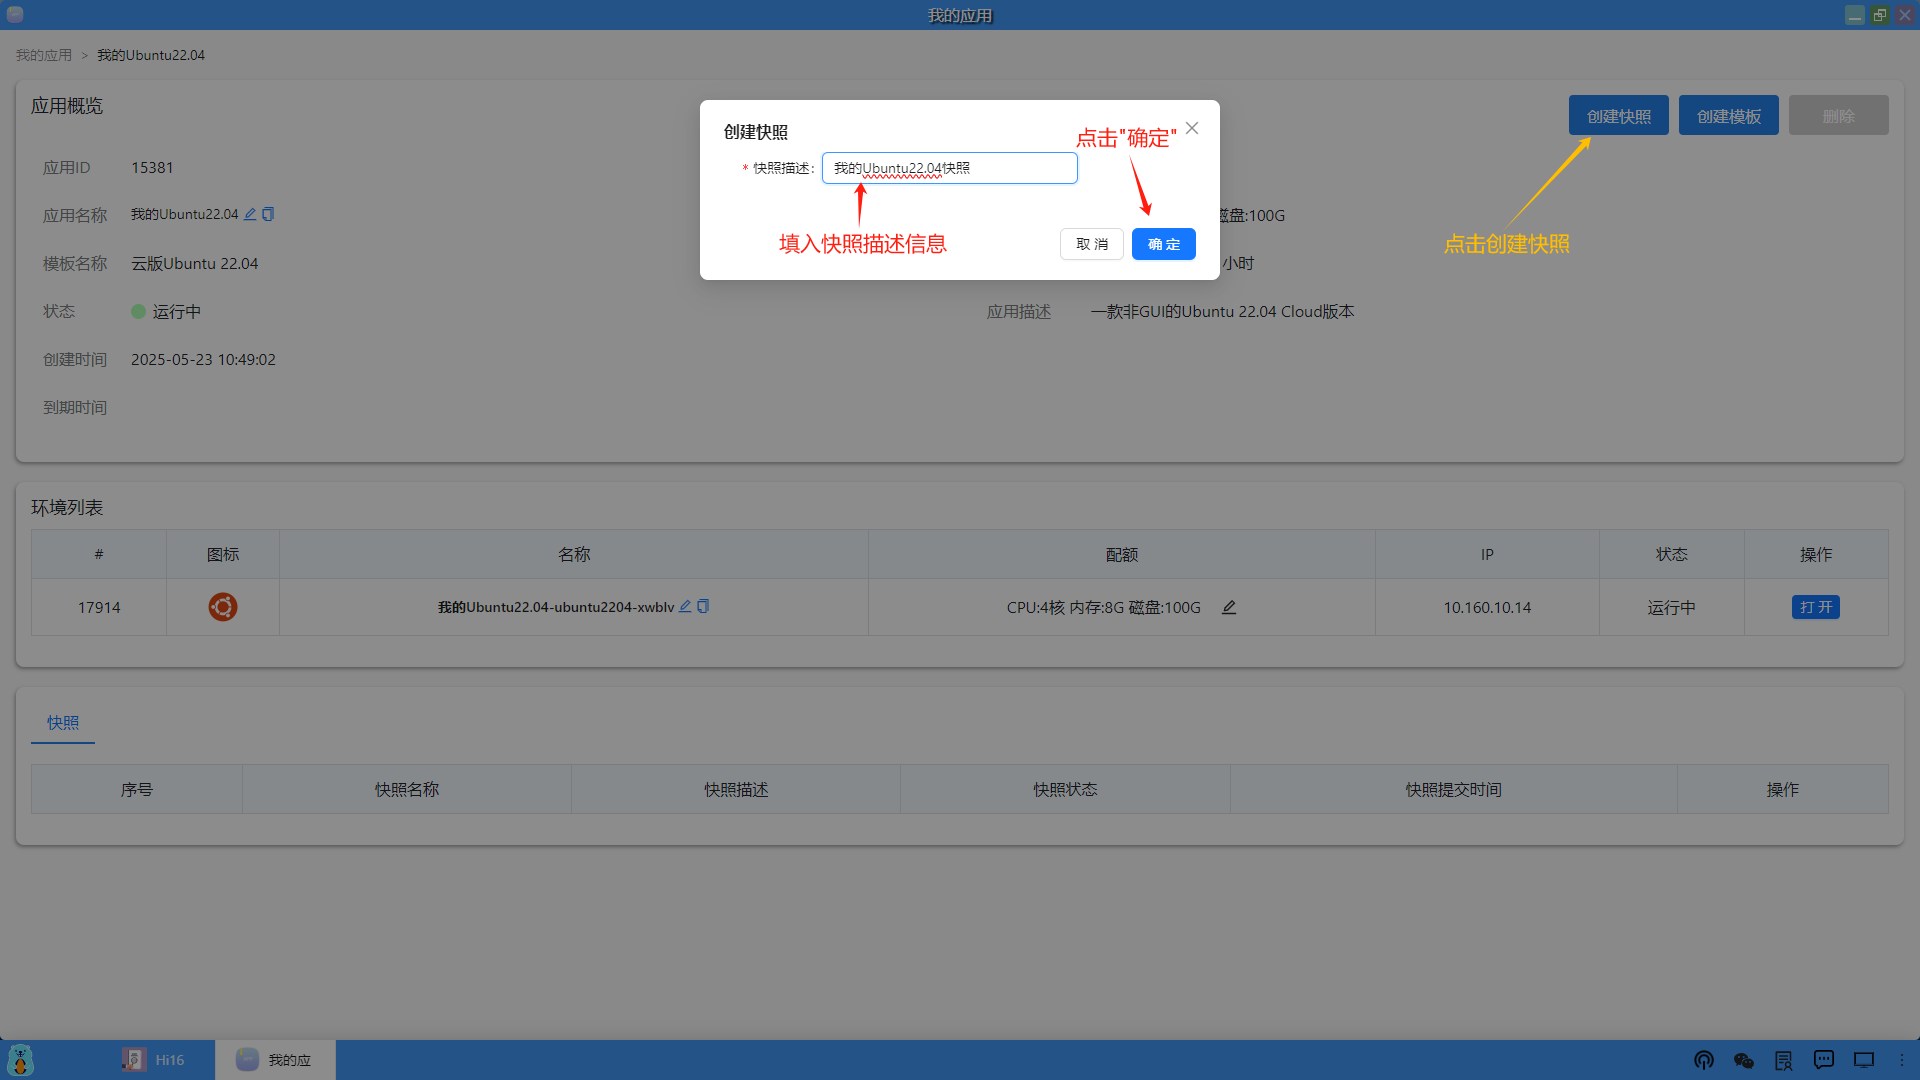 我的应用
我的应用 > 我的Ubuntu22.04
应用概览
创建快照
创建模板
删除
应用ID 15381
应用名称 我的Ubuntu22.04
磁盘:100G
模板名称 云版Ubuntu 22.04
小时
状态 运行中
应用描述 一款非GUI的Ubuntu 22.04 Cloud版本
创建时间 2025-05-23 10:49:02
到期时间
创建快照
点击"确定"
* 快照描述: 我的Ubuntu22.04快照
填入快照描述信息
取 消
确 定
点击创建快照
环境列表
# 图标 名称 配额 IP 状态 操作
17914 我的Ubuntu22.04-ubuntu2204-xwblv CPU:4核 内存:8G 磁盘:100G 10.160.10.14 运行中 打 开
快照
序号 快照名称 快照描述 快照状态 快照提交时间 操作
Hi16
我的应